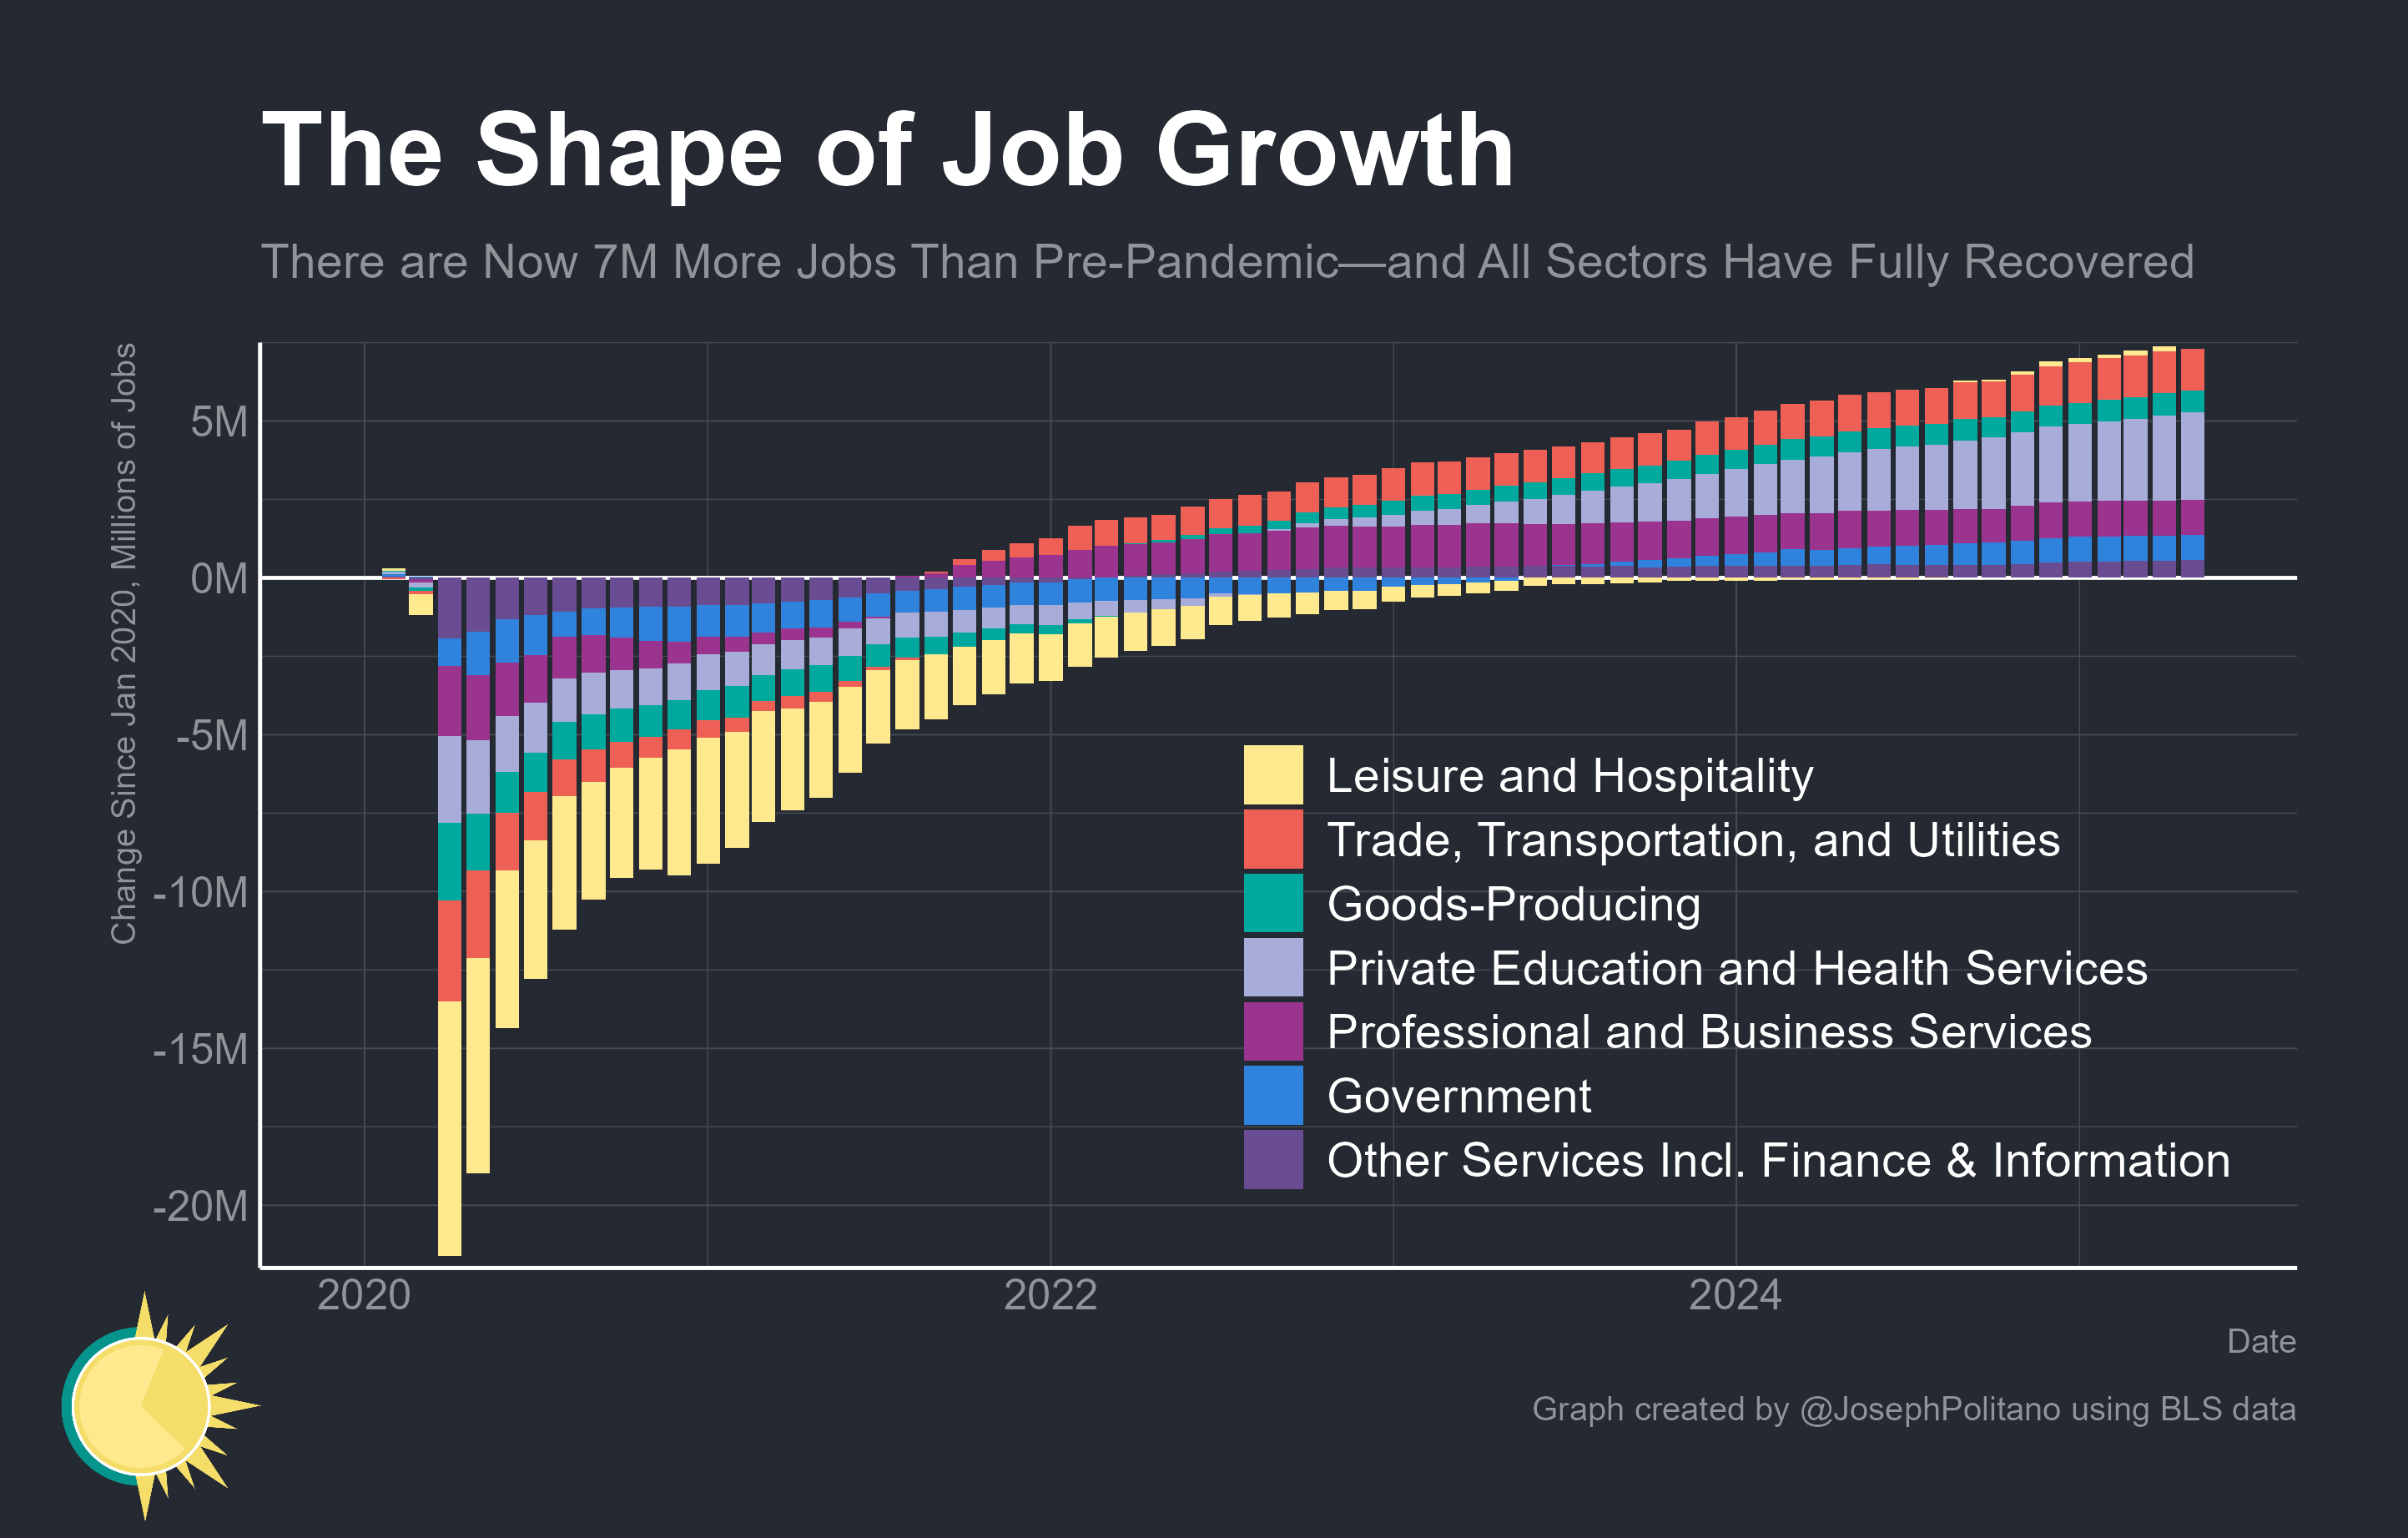 The Shape of Job Growth
There are Now 7M More Jobs Than Pre-Pandemic—and All Sectors Have Fully Recovered
Change Since Jan 2020, Millions of Jobs
5M
0M
-5M
-10M
-15M
-20M
Leisure and Hospitality
Trade, Transportation, and Utilities
Goods-Producing
Private Education and Health Services
Professional and Business Services
Government
Other Services Incl. Finance & Information
2020 2022 2024
Date
Graph created by @JosephPolitano using BLS data